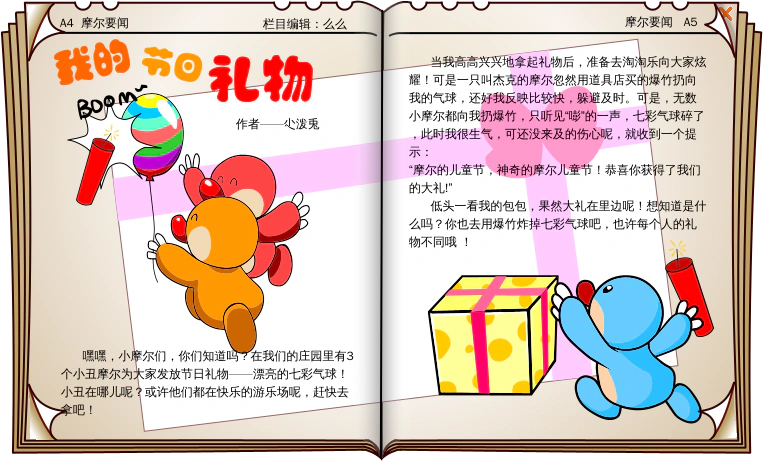 A4 摩尔要闻
栏目编辑：么么
我的 节日 礼物
BOOM~
作者——尐泼兎
嘿嘿，小摩尔们，你们知道吗？在我们的庄园里有3
个小丑摩尔为大家发放节日礼物——漂亮的七彩气球！
小丑在哪儿呢？或许他们都在快乐的游乐场呢，赶快去
拿吧！
摩尔要闻 A5
当我高高兴兴地拿起礼物后，准备去淘淘乐向大家炫
耀！可是一只叫杰克的摩尔忽然用道具店买的爆竹扔向
我的气球，还好我反映比较快，躲避及时。可是，无数
小摩尔都向我扔爆竹，只听见“嘭”的一声，七彩气球碎了
，此时我很生气，可还没来及的伤心呢，就收到一个提
示：
“摩尔的儿童节，神奇的摩尔儿童节！恭喜你获得了我们
的大礼!”
低头一看我的包包，果然大礼在里边呢！想知道是什
么吗？你也去用爆竹炸掉七彩气球吧，也许每个人的礼
物不同哦 ！